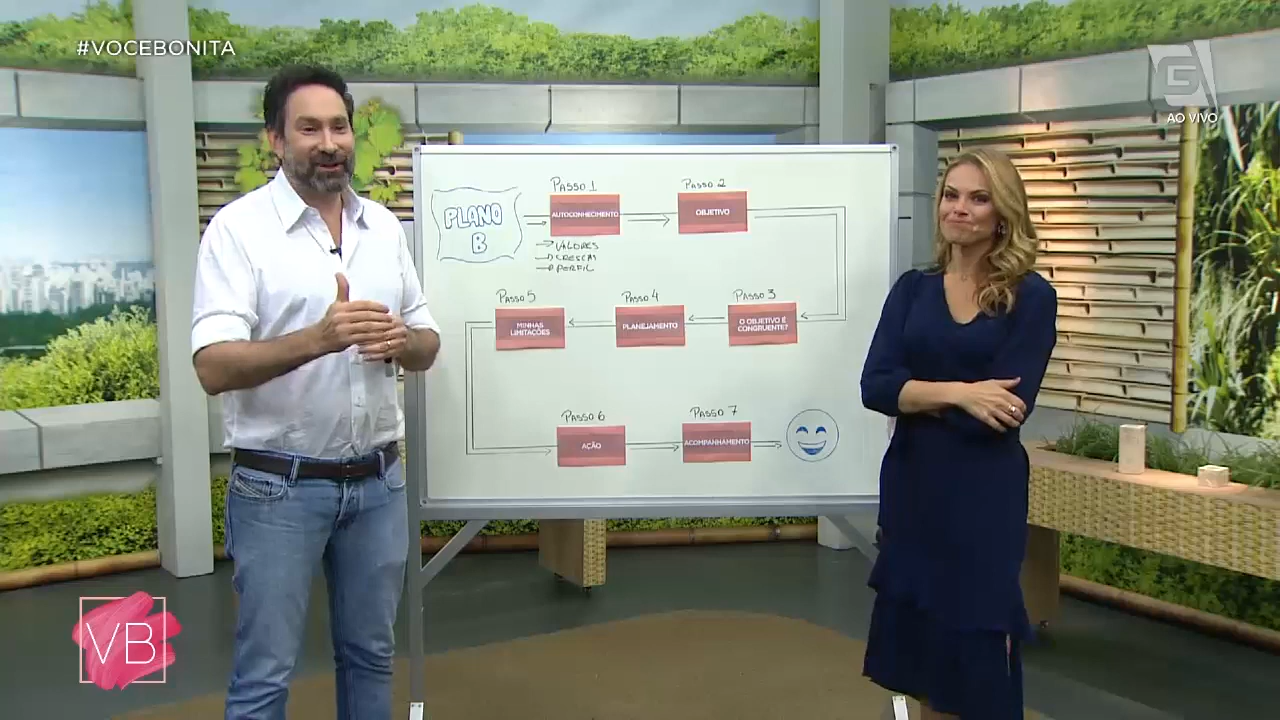 #VOCEBONITA
G
AO VIVO
PLANO
B
PASSO 1
AUTOCONHECIMENTO
VALORES
CRENÇAS
PERFIL
PASSO 2
OBJETIVO
PASSO 3
O OBJETIVO É
CONGRUENTE?
PASSO 4
PLANEJAMENTO
PASSO 5
MINHAS
LIMITAÇÕES
PASSO 6
AÇÃO
PASSO 7
ACOMPANHAMENTO
VB